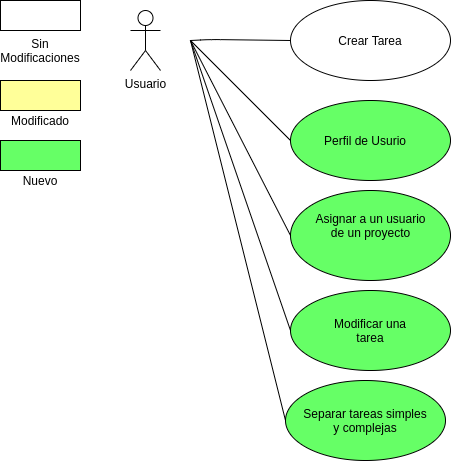 Sin
Modificaciones
Modificado
Nuevo
Usuario
Crear Tarea
Perfil de Usurio
Asignar a un usuario
de un proyecto
Modificar una
tarea
Separar tareas simples
y complejas